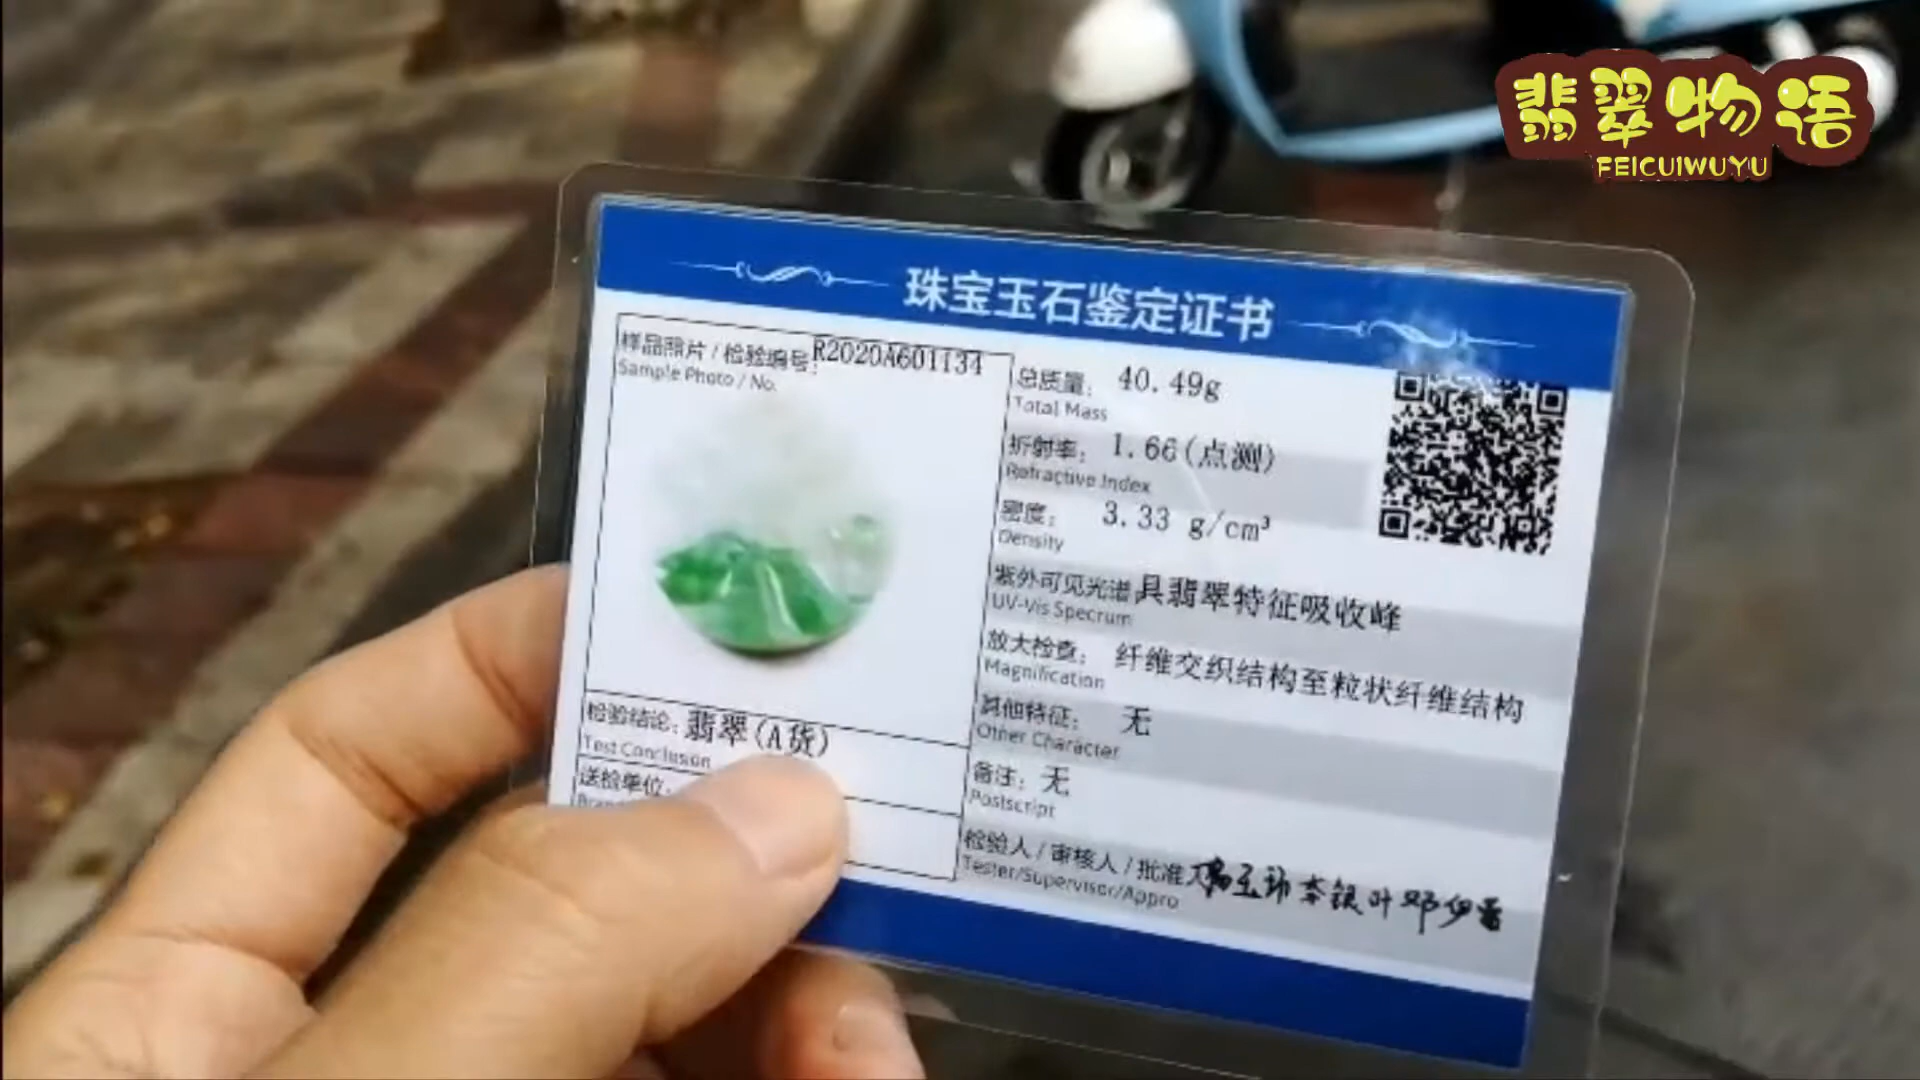 翡翠物语
FEICUIWUYU
珠宝玉石鉴定证书
样品照片/检验编号: R2020A601134
Sample Photo / No.
检验结论: 翡翠(A货)
Test Conclusion
送检单位:
总质量: 40.49g
Total Mass
折射率: 1.66(点测)
Refractive Index
密度: 3.33 g/cm³
Density
紫外可见光谱 具翡翠特征吸收峰
UV-Vis Specrum
放大检查: 纤维交织结构至粒状纤维结构
Magnification
其他特征: 无
Other Character
备注: 无
Postscript
检验人/审核人/批准人
Tester/Supervisor/Appro